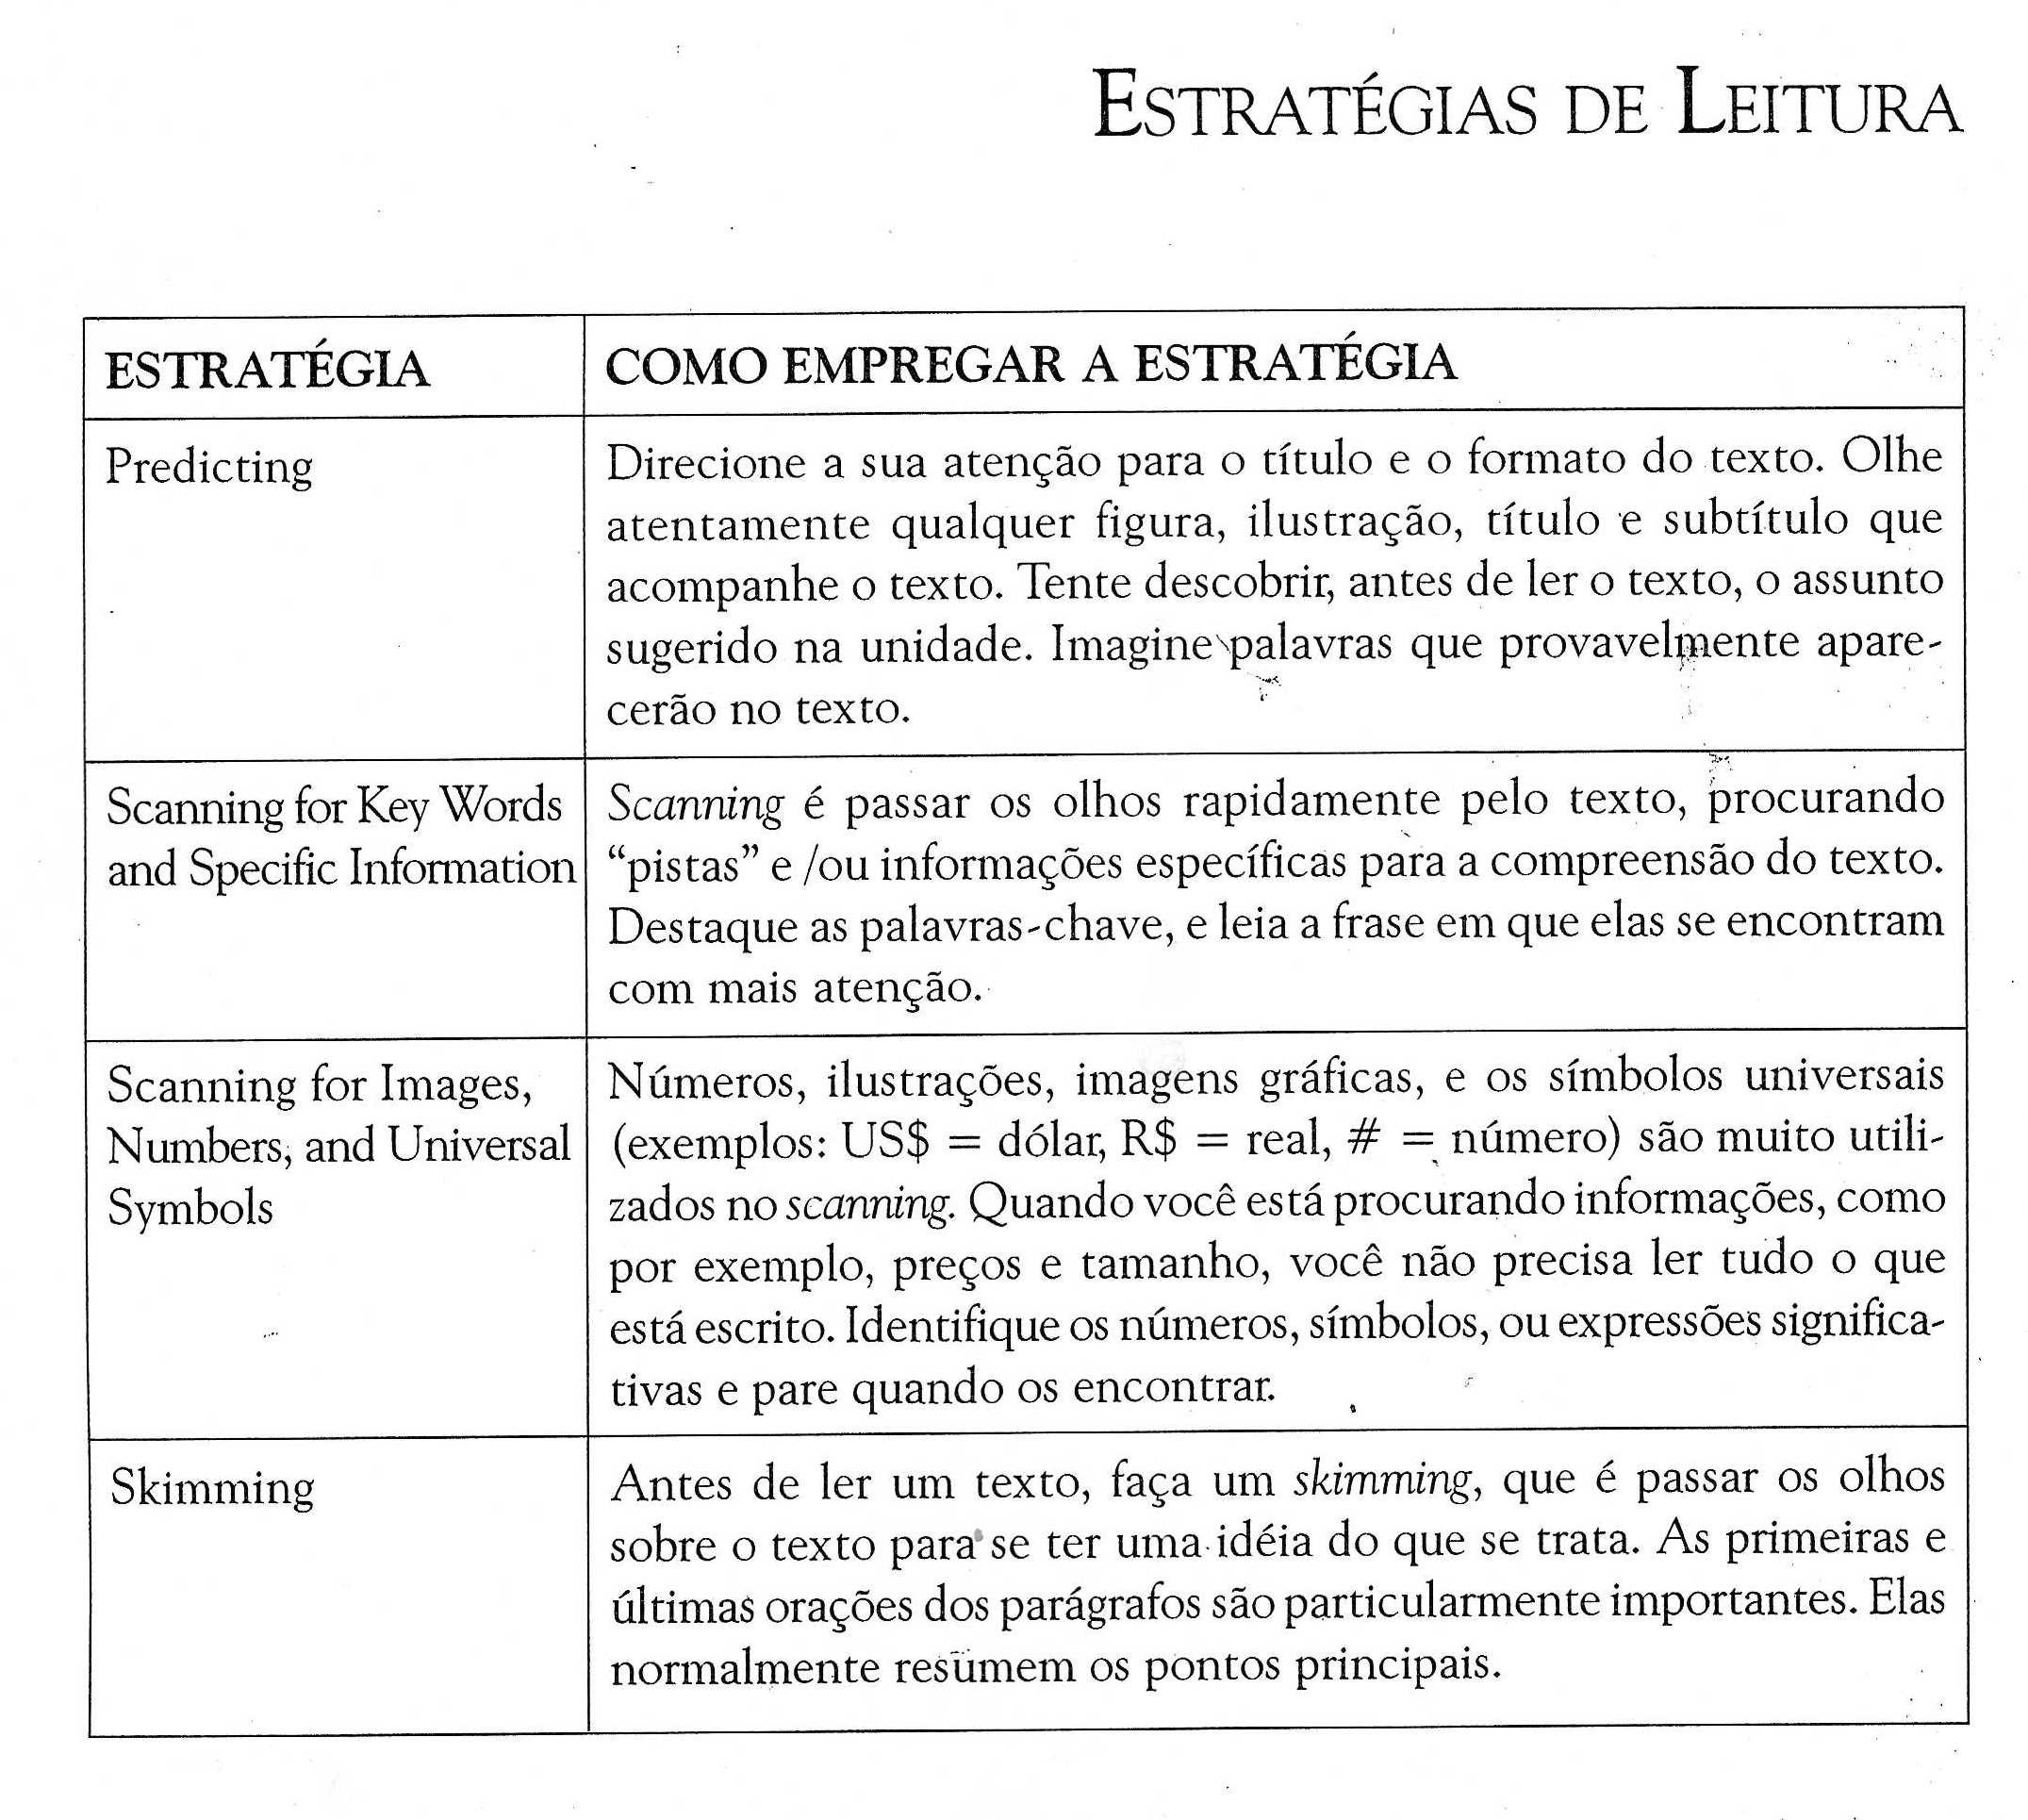 ESTRATÉGIAS DE LEITURA
ESTRATÉGIA
COMO EMPREGAR A ESTRATÉGIA
Predicting
Direcione a sua atenção para o título e o formato do texto. Olhe
atentamente qualquer figura, ilustração, título e subtítulo que
acompanhe o texto. Tente descobrir, antes de ler o texto, o assunto
sugerido na unidade. Imagine palavras que provavelmente apare-
cerão no texto.
Scanning for Key Words
and Specific Information
Scanning é passar os olhos rapidamente pelo texto, procurando
“pistas” e /ou informações específicas para a compreensão do texto.
Destaque as palavras-chave, e leia a frase em que elas se encontram
com mais atenção.
Scanning for Images,
Numbers, and Universal
Symbols
Números, ilustrações, imagens gráficas, e os símbolos universais
(exemplos: US$ = dólar, R$ = real, # = número) são muito utili-
zados no scanning. Quando você está procurando informações, como
por exemplo, preços e tamanho, você não precisa ler tudo o que
está escrito. Identifique os números, símbolos, ou expressões significa-
tivas e pare quando os encontrar.
Skimming
Antes de ler um texto, faça um skimming, que é passar os olhos
sobre o texto para se ter uma idéia do que se trata. As primeiras e
últimas orações dos parágrafos são particularmente importantes. Elas
normalmente resumem os pontos principais.